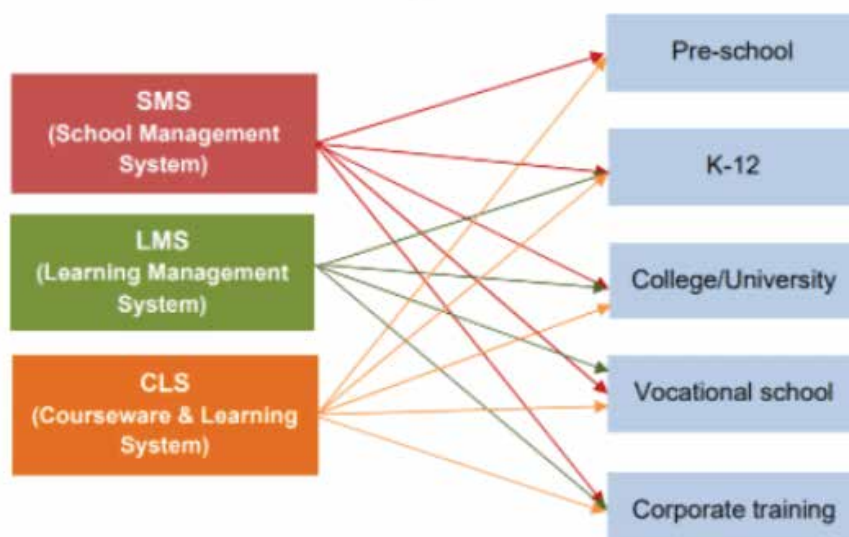 SMS
(School Management
System)
LMS
(Learning Management
System)
CLS
(Courseware & Learning
System)
Pre-school
K-12
College/University
Vocational school
Corporate training